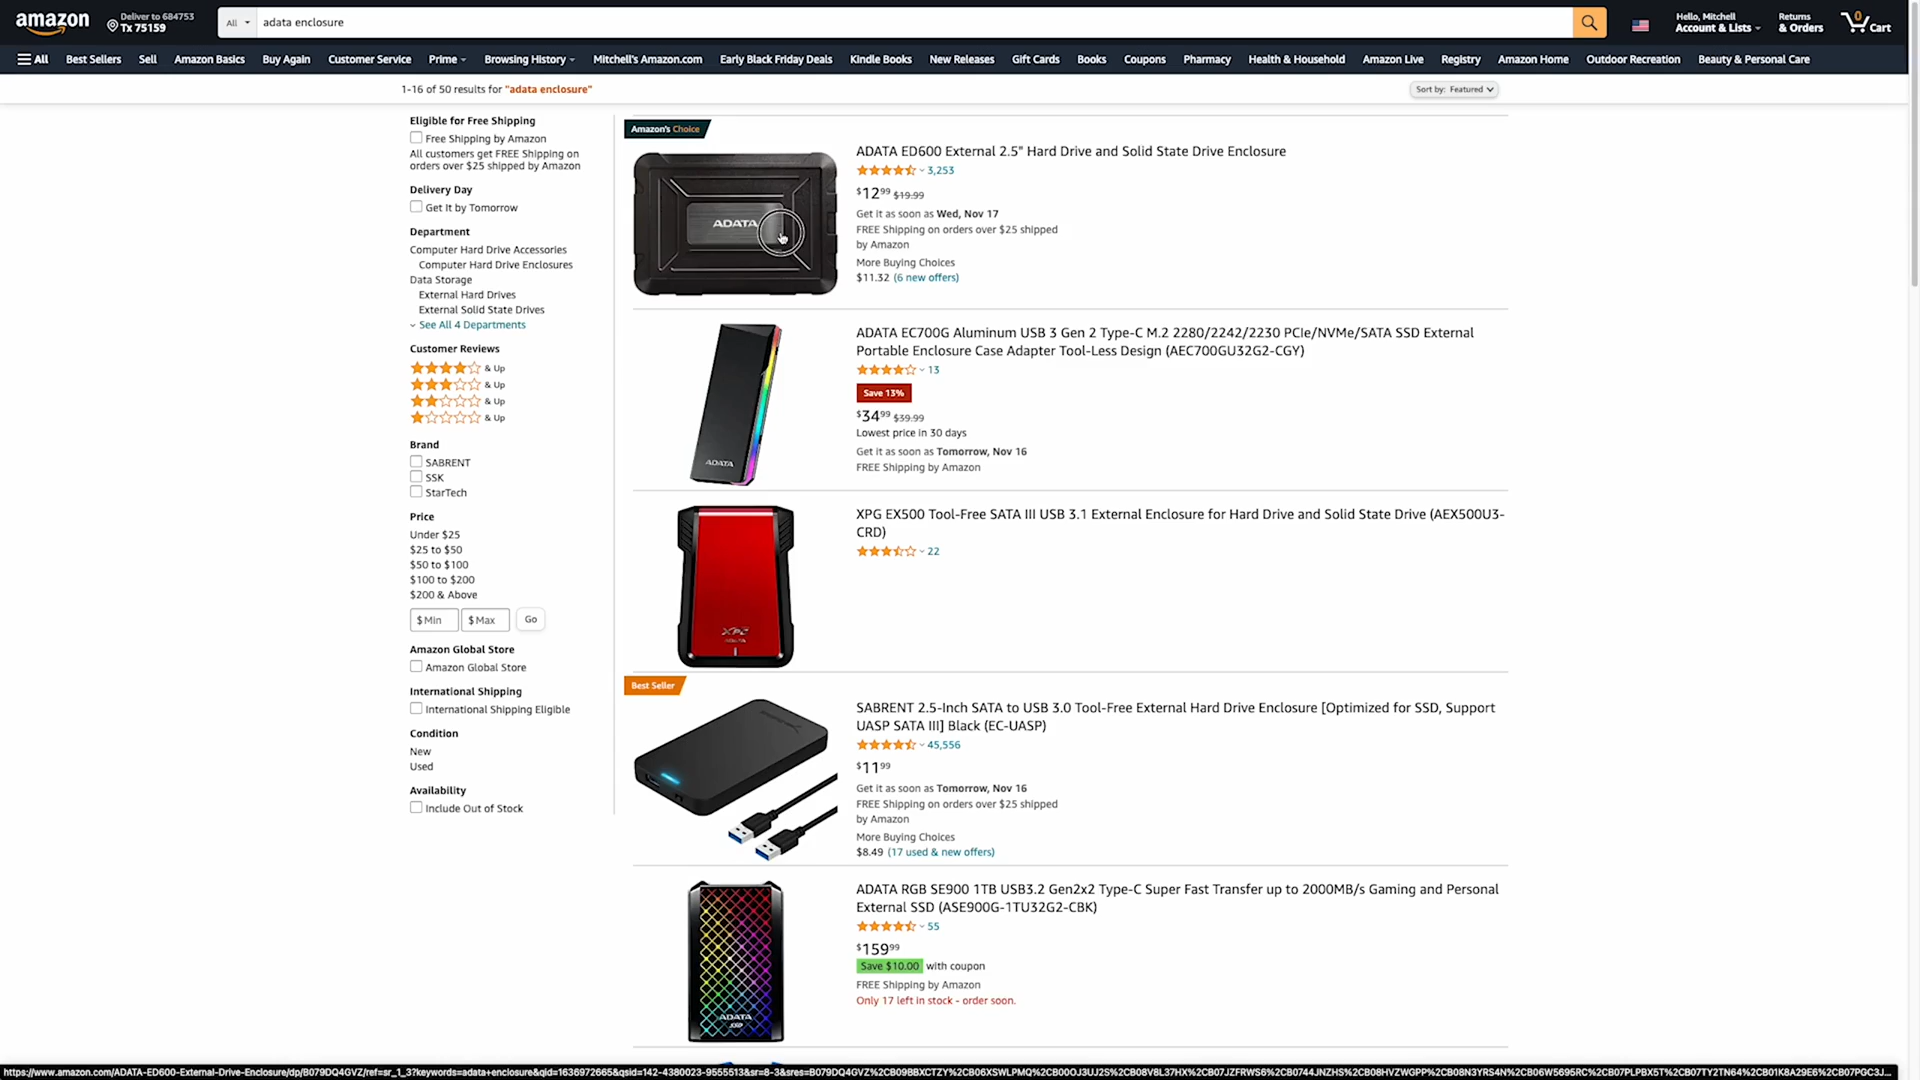 amazon
Deliver to 684753
Tx 75159
All
adata enclosure
Hello, Mitchell
Account & Lists
Returns
& Orders
0
Cart
All
Best Sellers
Sell
Amazon Basics
Buy Again
Customer Service
Prime
Browsing History
Mitchell's Amazon.com
Early Black Friday Deals
Kindle Books
New Releases
Gift Cards
Books
Coupons
Pharmacy
Health & Household
Amazon Live
Registry
Amazon Home
Outdoor Recreation
Beauty & Personal Care
1-16 of 50 results for "adata enclosure"
Sort by: Featured
Eligible for Free Shipping
Free Shipping by Amazon
All customers get FREE Shipping on
orders over $25 shipped by Amazon
Delivery Day
Get It by Tomorrow
Department
Computer Hard Drive Accessories
Computer Hard Drive Enclosures
Data Storage
External Hard Drives
External Solid State Drives
See All 4 Departments
Customer Reviews
& Up
& Up
& Up
& Up
Brand
SABRENT
SSK
StarTech
Price
Under $25
$25 to $50
$50 to $100
$100 to $200
$200 & Above
$ Min
$ Max
Go
Amazon Global Store
Amazon Global Store
International Shipping
International Shipping Eligible
Condition
New
Used
Availability
Include Out of Stock
Amazon's Choice
ADATA
ADATA ED600 External 2.5" Hard Drive and Solid State Drive Enclosure
3,253
$12.99 $19.99
Get it as soon as Wed, Nov 17
FREE Shipping on orders over $25 shipped
by Amazon
More Buying Choices
$11.32 (6 new offers)
ADATA
ADATA EC700G Aluminum USB 3 Gen 2 Type-C M.2 2280/2242/2230 PCIe/NVMe/SATA SSD External
Portable Enclosure Case Adapter Tool-Less Design (AEC700GU32G2-CGY)
13
Save 13%
$34.99 $39.99
Lowest price in 30 days
Get it as soon as Tomorrow, Nov 16
FREE Shipping by Amazon
XPG
XPG EX500 Tool-Free SATA III USB 3.1 External Enclosure for Hard Drive and Solid State Drive (AEX500U3-
CRD)
22
Best Seller
SABRENT 2.5-Inch SATA to USB 3.0 Tool-Free External Hard Drive Enclosure [Optimized for SSD, Support
UASP SATA III] Black (EC-UASP)
45,556
$11.99
Get it as soon as Tomorrow, Nov 16
FREE Shipping on orders over $25 shipped
by Amazon
More Buying Choices
$8.49 (17 used & new offers)
ADATA
ADATA RGB SE900 1TB USB3.2 Gen2x2 Type-C Super Fast Transfer up to 2000MB/s Gaming and Personal
External SSD (ASE900G-1TU32G2-CBK)
55
$159.99
Save $10.00 with coupon
FREE Shipping by Amazon
Only 17 left in stock - order soon.